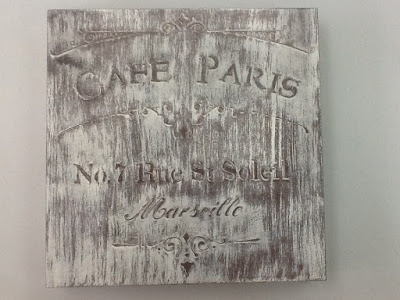 CAFE PARIS
No. 7 Rue St Soleil
Marseille